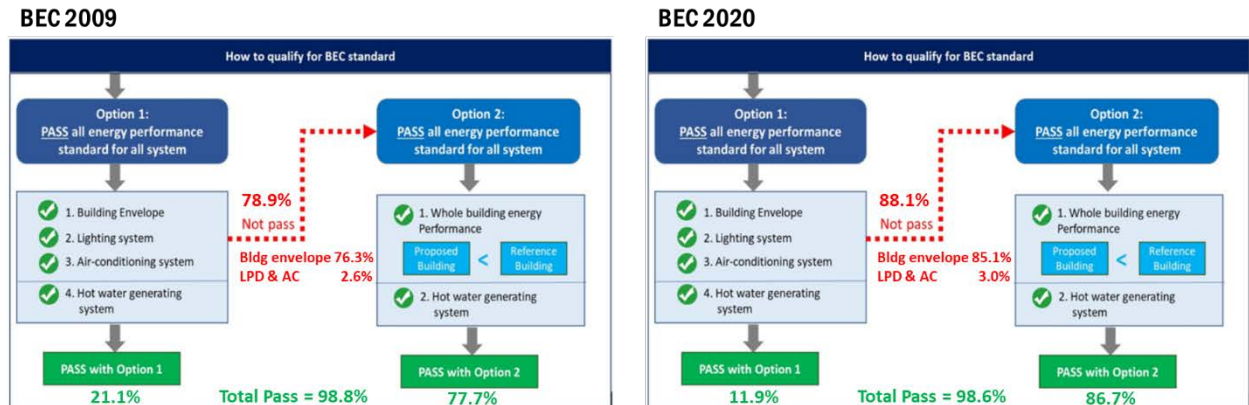 BEC 2009
How to qualify for BEC standard
Option 1:
PASS all energy performance
standard for all system
Option 2:
PASS all energy performance
standard for all system
1. Building Envelope
2. Lighting system
3. Air-conditioning system
4. Hot water generating
system
78.9%
Not pass
Bldg envelope 76.3%
LPD & AC 2.6%
1. Whole building energy
Performance
Proposed
Building
<
Reference
Building
2. Hot water generating
system
PASS with Option 1
PASS with Option 2
21.1%
Total Pass = 98.8%
77.7%
BEC 2020
How to qualify for BEC standard
Option 1:
PASS all energy performance
standard for all system
Option 2:
PASS all energy performance
standard for all system
1. Building Envelope
2. Lighting system
3. Air-conditioning system
4. Hot water generating
system
88.1%
Not pass
Bldg envelope 85.1%
LPD & AC 3.0%
1. Whole building energy
Performance
Proposed
Building
<
Reference
Building
2. Hot water generating
system
PASS with Option 1
PASS with Option 2
11.9%
Total Pass = 98.6%
86.7%